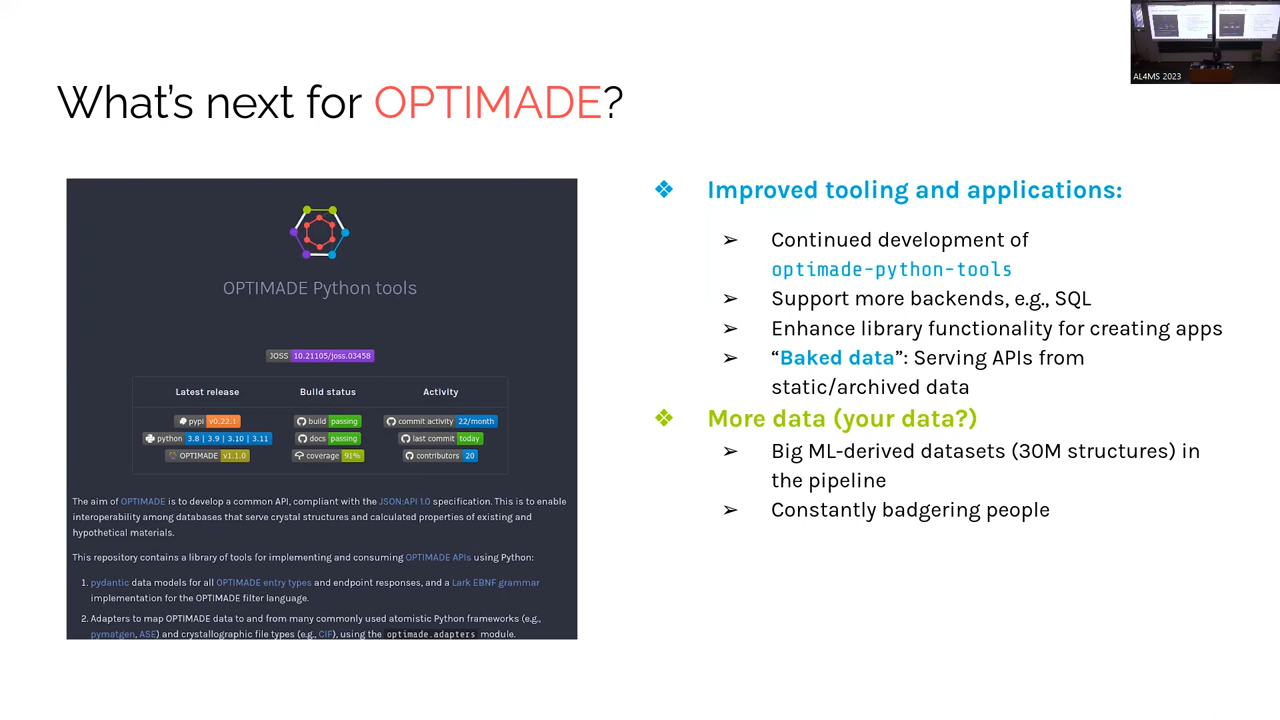 What's next for OPTIMADE?
AL4MS 2023
OPTIMADE Python tools
JOSS 10.21105/joss.03458
Latest release Build status Activity
pypi v0.22.1 build passing commit activity 22/month
python 3.8 | 3.9 | 3.10 | 3.11 docs passing last commit today
OPTIMADE v1.1.0 coverage 91% contributors 20
The aim of OPTIMADE is to develop a common API, compliant with the JSON:API 1.0 specification. This is to enable
interoperability among databases that serve crystal structures and calculated properties of existing and
hypothetical materials.
This repository contains a library of tools for implementing and consuming OPTIMADE APIs using Python:
1. pydantic data models for all OPTIMADE entry types and endpoint responses, and a Lark EBNF grammar
implementation for the OPTIMADE filter language.
2. Adapters to map OPTIMADE data to and from many commonly used atomistic Python frameworks (e.g.,
pymatgen, ASE) and crystallographic file types (e.g., CIF), using the optimade.adapters module.
❖ Improved tooling and applications:
➢ Continued development of
optimade-python-tools
➢ Support more backends, e.g., SQL
➢ Enhance library functionality for creating apps
➢ “Baked data”: Serving APIs from
static/archived data
❖ More data (your data?)
➢ Big ML-derived datasets (30M structures) in
the pipeline
➢ Constantly badgering people